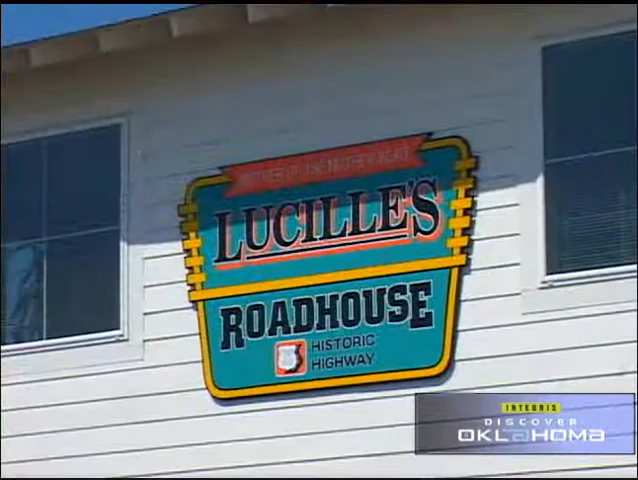 MOTHER OF THE MOTHER ROAD
LUCILLE'S
ROADHOUSE
HISTORIC
HIGHWAY
INTEGRIS
DISCOVER
OKLAHOMA